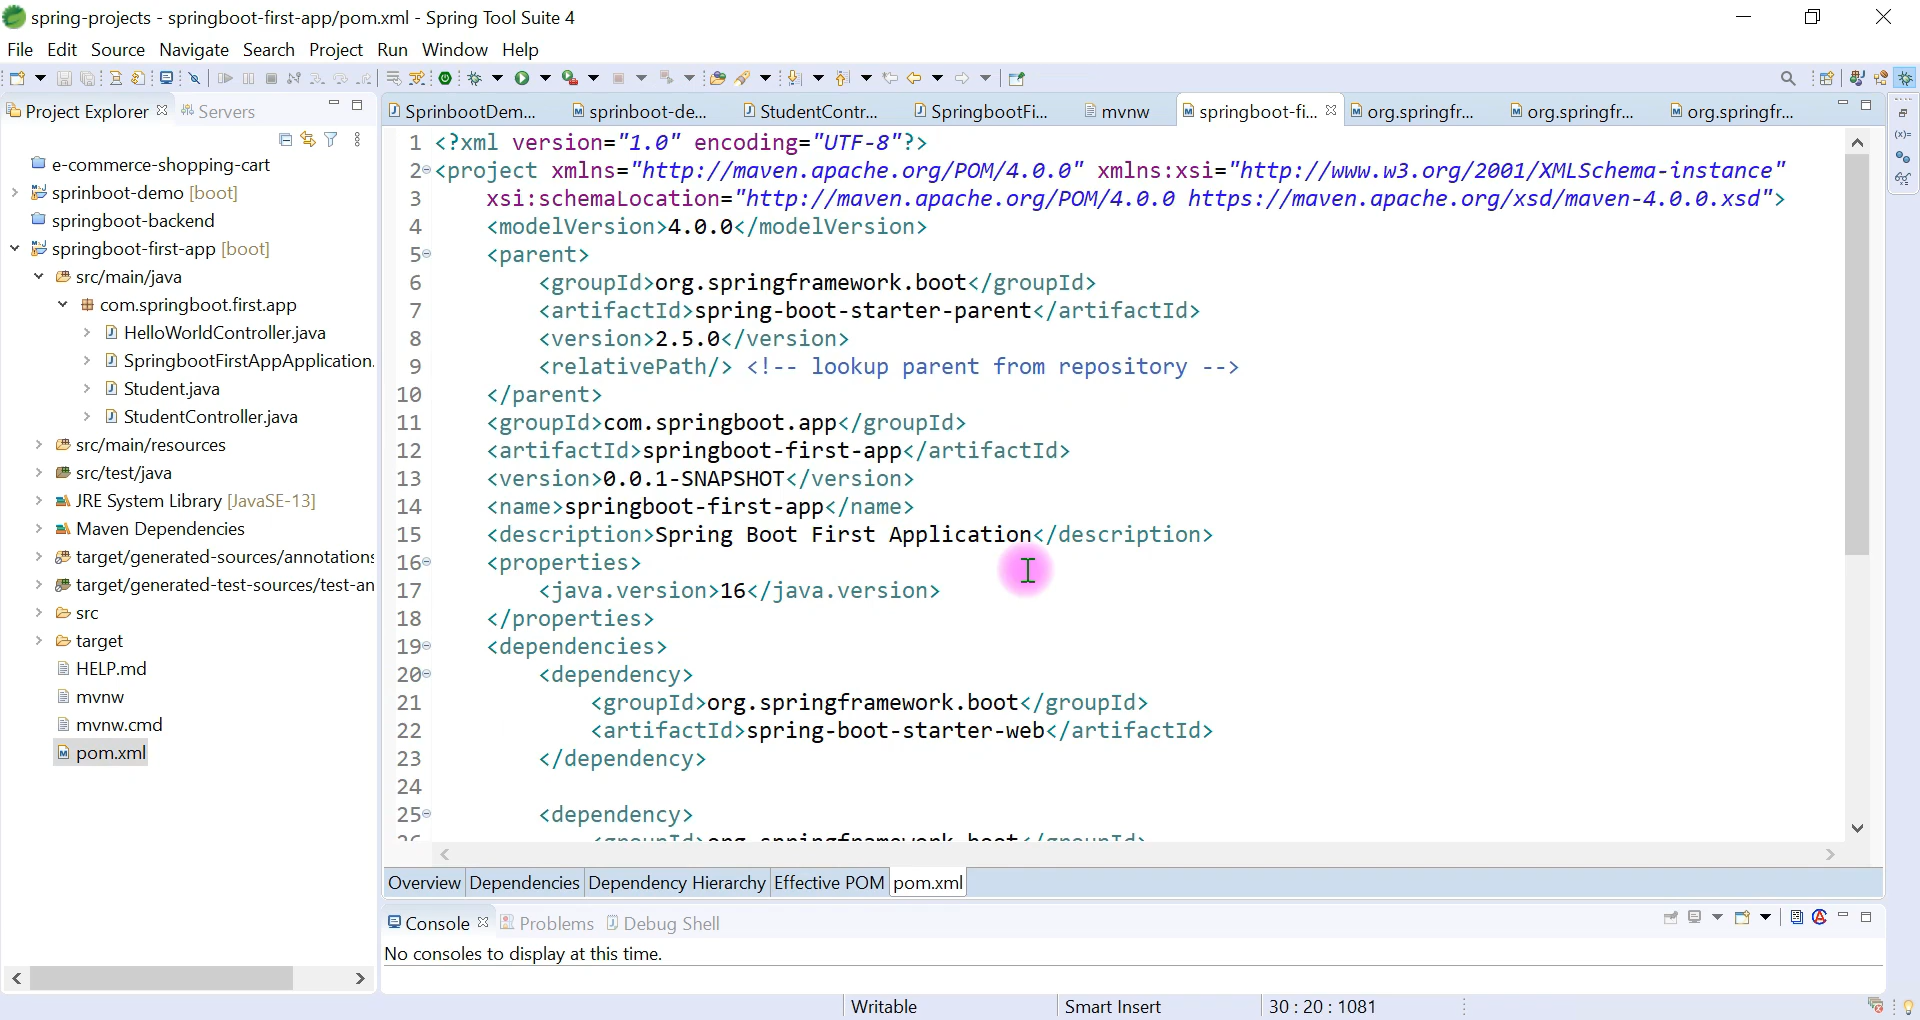 spring-projects - springboot-first-app/pom.xml - Spring Tool Suite 4
File Edit Source Navigate Search Project Run Window Help
Project Explorer Servers
SprinbootDem... sprinboot-de... StudentContr... SpringbootFi... mvnw springboot-fi... org.springfr... org.springfr... org.springfr...
e-commerce-shopping-cart
sprinboot-demo [boot]
springboot-backend
springboot-first-app [boot]
src/main/java
com.springboot.first.app
HelloWorldController.java
SpringbootFirstAppApplication.
Student.java
StudentController.java
src/main/resources
src/test/java
JRE System Library [JavaSE-13]
Maven Dependencies
target/generated-sources/annotations
target/generated-test-sources/test-an
src
target
HELP.md
mvnw
mvnw.cmd
pom.xml
1 <?xml version="1.0" encoding="UTF-8"?>
2 <project xmlns="http://maven.apache.org/POM/4.0.0" xmlns:xsi="http://www.w3.org/2001/XMLSchema-instance"
3 xsi:schemaLocation="http://maven.apache.org/POM/4.0.0 https://maven.apache.org/xsd/maven-4.0.0.xsd">
4 <modelVersion>4.0.0</modelVersion>
5 <parent>
6 <groupId>org.springframework.boot</groupId>
7 <artifactId>spring-boot-starter-parent</artifactId>
8 <version>2.5.0</version>
9 <relativePath/> <!-- lookup parent from repository -->
10 </parent>
11 <groupId>com.springboot.app</groupId>
12 <artifactId>springboot-first-app</artifactId>
13 <version>0.0.1-SNAPSHOT</version>
14 <name>springboot-first-app</name>
15 <description>Spring Boot First Application</description>
16 <properties>
17 <java.version>16</java.version>
18 </properties>
19 <dependencies>
20 <dependency>
21 <groupId>org.springframework.boot</groupId>
22 <artifactId>spring-boot-starter-web</artifactId>
23 </dependency>
24
25 <dependency>
26 <groupId>org.springframework.boot</groupId>
Overview Dependencies Dependency Hierarchy Effective POM pom.xml
Console Problems Debug Shell
No consoles to display at this time.
Writable Smart Insert 30 : 20 : 1081